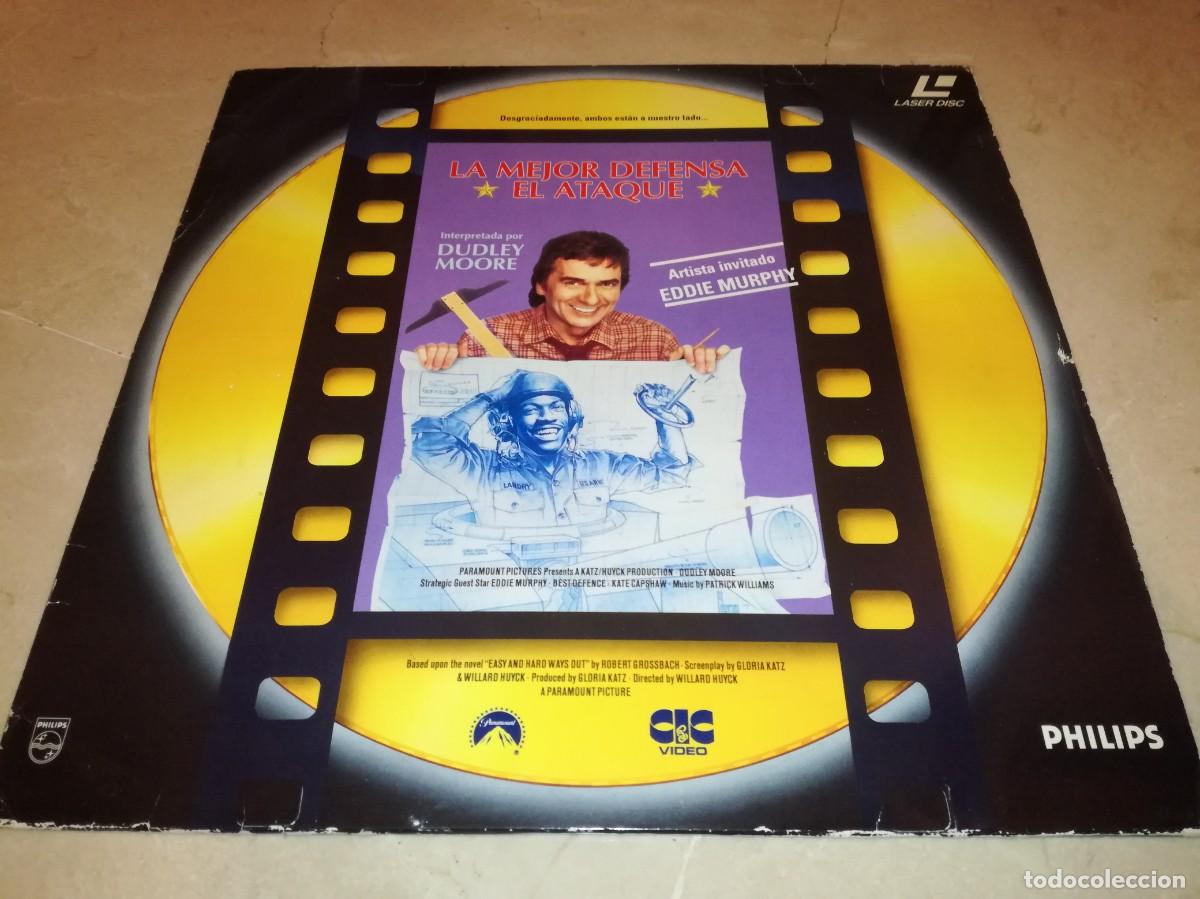 LASER DISC
Desgraciadamente, ambos están a nuestro lado...
LA MEJOR DEFENSA
EL ATAQUE
Interpretada por
DUDLEY
MOORE
Artista invitado
EDDIE MURPHY
LANDRY
US ARMY
PARAMOUNT PICTURES Presents A KATZ/HUYCK PRODUCTION · DUDLEY MOORE
Strategic Guest Star EDDIE MURPHY · BEST DEFENCE · KATE CAPSHAW · Music by PATRICK WILLIAMS
Based upon the novel "EASY AND HARD WAYS OUT" by ROBERT GROSSBACH · Screenplay by GLORIA KATZ
& WILLARD HUYCK · Produced by GLORIA KATZ · Directed by WILLARD HUYCK
A PARAMOUNT PICTURE
PHILIPS
Paramount
CIC
&
VIDEO
PHILIPS
todocoleccion